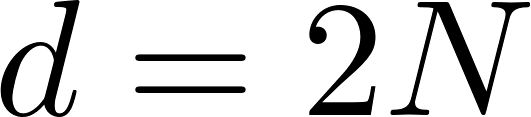 d = 2N